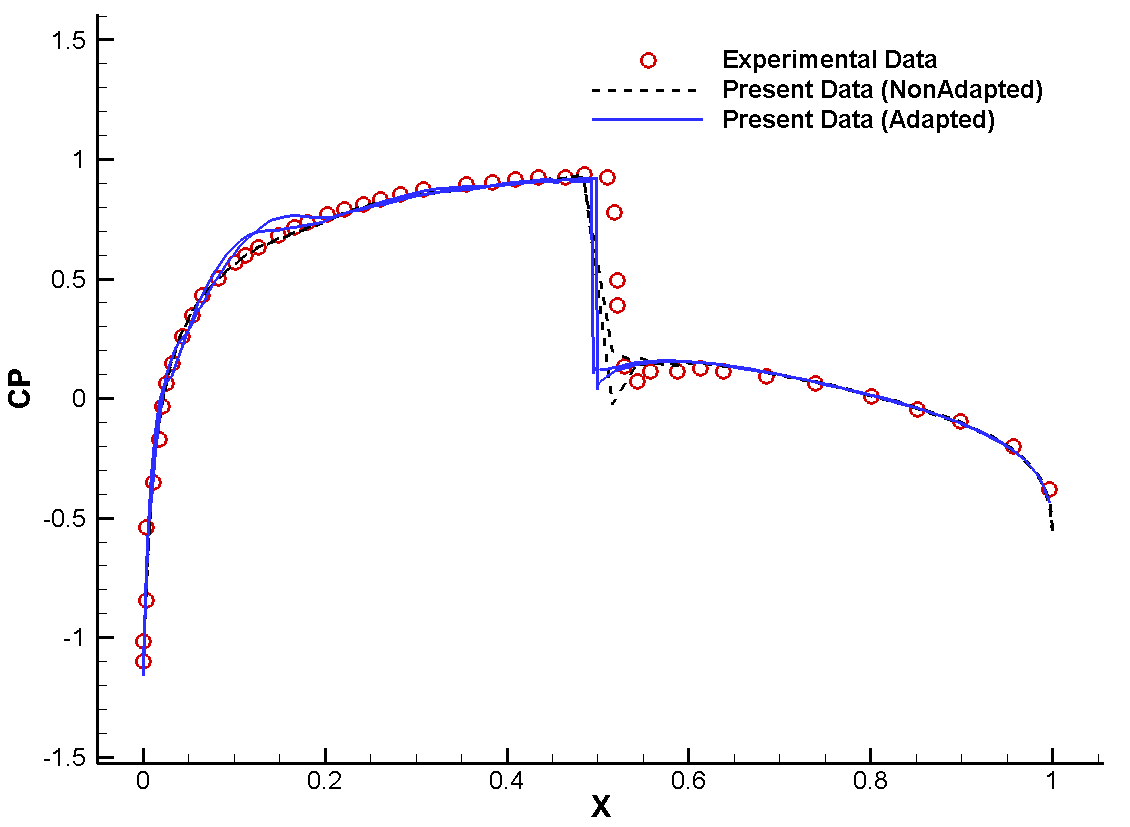 1.5
Experimental Data
Present Data (NonAdapted)
Present Data (Adapted)
1
0.5
CP
0
-0.5
-1
-1.5
0 0.2 0.4 0.6 0.8 1
X